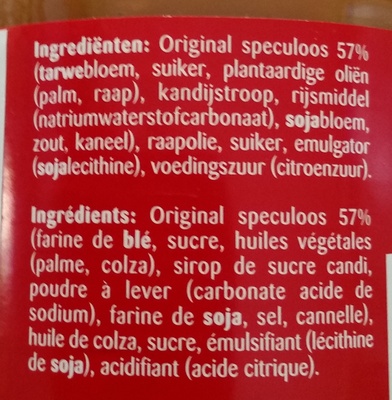 Ingrediënten: Original speculoos 57%
(tarwebloem, suiker, plantaardige oliën
(palm, raap), kandijstroop, rijsmiddel
(natriumwaterstofcarbonaat), sojabloem,
zout, kaneel), raapolie, suiker, emulgator
(sojalecithine), voedingszuur (citroenzuur).
Ingrédients: Original speculoos 57%
(farine de blé, sucre, huiles végétales
(palme, colza), sirop de sucre candi,
poudre à lever (carbonate acide de
sodium), farine de soja, sel, cannelle),
huile de colza, sucre, émulsifiant (lécithine
de soja), acidifiant (acide citrique).